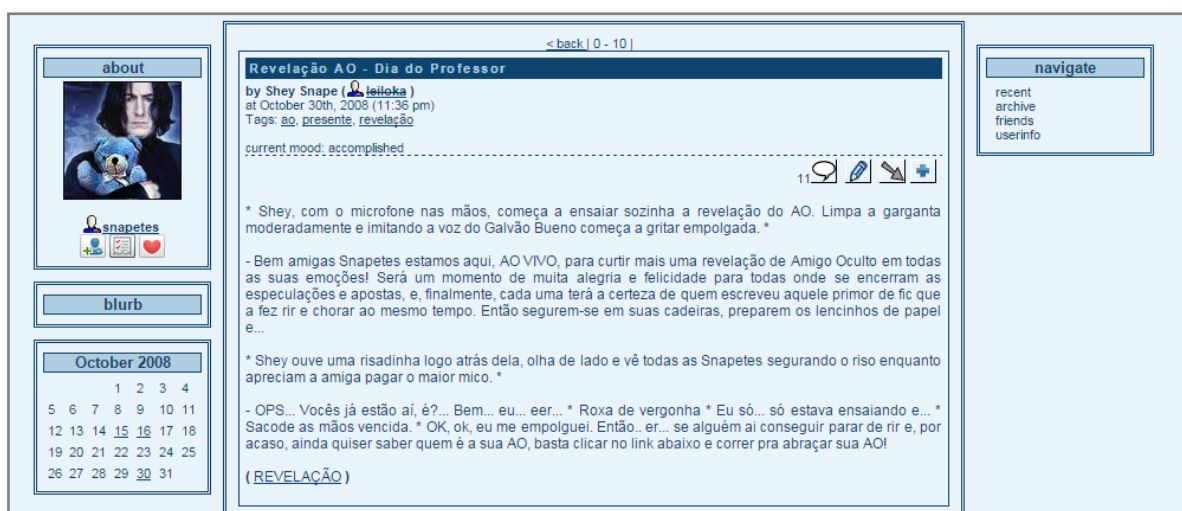 about
snapetes
blurb
October 2008
1 2 3 4
5 6 7 8 9 10 11
12 13 14 15 16 17 18
19 20 21 22 23 24 25
26 27 28 29 30 31
< back | 0 - 10 |
Revelação AO - Dia do Professor
by Shey Snape ( leiloka )
at October 30th, 2008 (11:36 pm)
Tags: ao, presente, revelação
current mood: accomplished
11
* Shey, com o microfone nas mãos, começa a ensaiar sozinha a revelação do AO. Limpa a garganta
moderadamente e imitando a voz do Galvão Bueno começa a gritar empolgada. *
- Bem amigas Snapetes estamos aqui, AO VIVO, para curtir mais uma revelação de Amigo Oculto em todas
as suas emoções! Será um momento de muita alegria e felicidade para todas onde se encerram as
especulações e apostas, e, finalmente, cada uma terá a certeza de quem escreveu aquele primor de fic que
a fez rir e chorar ao mesmo tempo. Então segurem-se em suas cadeiras, preparem os lencinhos de papel
e...
* Shey ouve uma risadinha logo atrás dela, olha de lado e vê todas as Snapetes segurando o riso enquanto
apreciam a amiga pagar o maior mico. *
- OPS... Vocês já estão aí, é?... Bem... eu... eer... * Roxa de vergonha * Eu só... só estava ensaiando e... *
Sacode as mãos vencida. * OK, ok, eu me empolguei. Então.. er... se alguém ai conseguir parar de rir e, por
acaso, ainda quiser saber quem é a sua AO, basta clicar no link abaixo e correr pra abraçar sua AO!
( REVELAÇÃO )
navigate
recent
archive
friends
userinfo